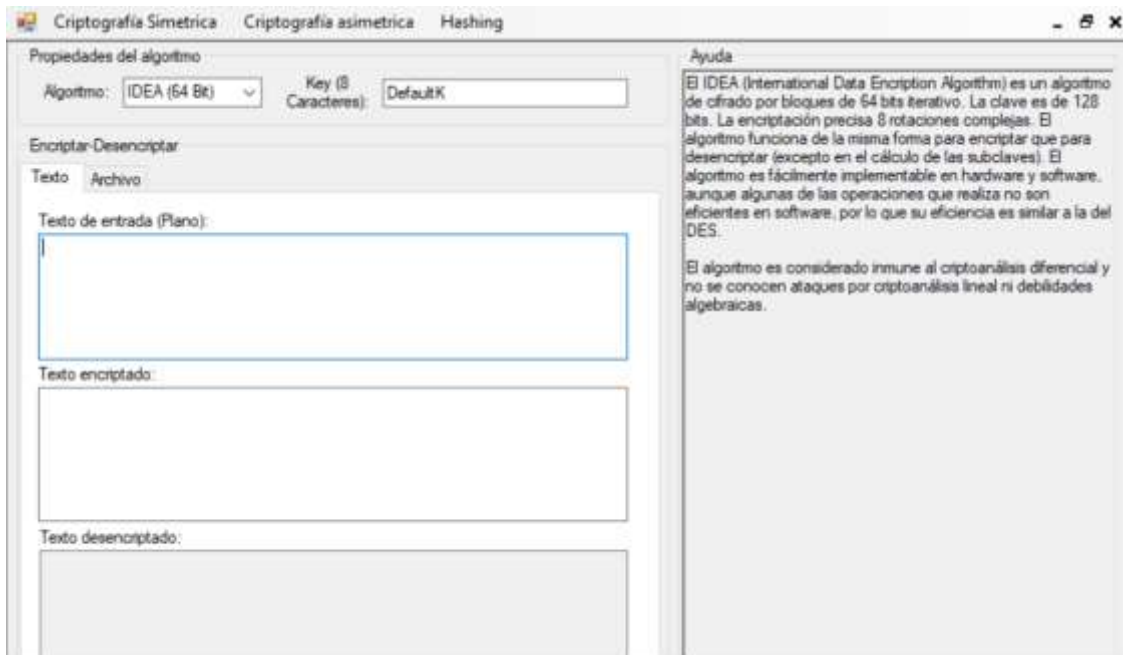 Criptografía Simetrica Criptografía asimetrica Hashing
Propiedades del algoritmo
Algoritmo: IDEA (64 Bit) Key (8 Caracteres): DefaultK
Encriptar-Desencriptar
Texto Archivo
Texto de entrada (Plano):
Texto encriptado:
Texto desencriptado:
Ayuda
El IDEA (International Data Encription Algorithm) es un algoritmo
de cifrado por bloques de 64 bits iterativo. La clave es de 128
bits. La encriptación precisa 8 rotaciones complejas. El
algoritmo funciona de la misma forma para encriptar que para
desencriptar (excepto en el cálculo de las subclaves). El
algoritmo es fácilmente implementable en hardware y software,
aunque algunas de las operaciones que realiza no son
eficientes en software, por lo que su eficiencia es similar a la del
DES.
El algoritmo es considerado inmune al criptoanálisis diferencial y
no se conocen ataques por criptoanálisis lineal ni debilidades
algebraicas.